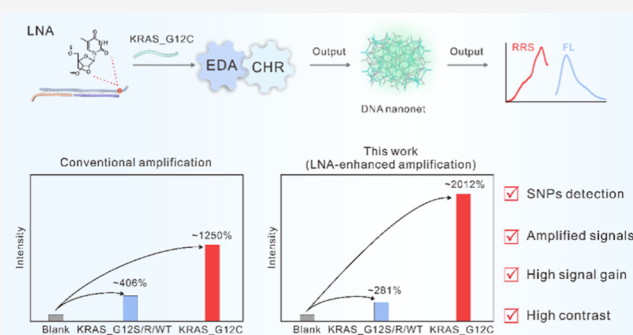 LNA
KRAS_G12C
EDA
CHR
Output
Output
RRS
FL
DNA nanonet
Conventional amplification
Intensity
~406%
~1250%
Blank
KRAS_G12S/R/WT
KRAS_G12C
This work
(LNA-enhanced amplification)
Intensity
~281%
~2012%
Blank
KRAS_G12S/R/WT
KRAS_G12C
SNPs detection
Amplified signals
High signal gain
High contrast